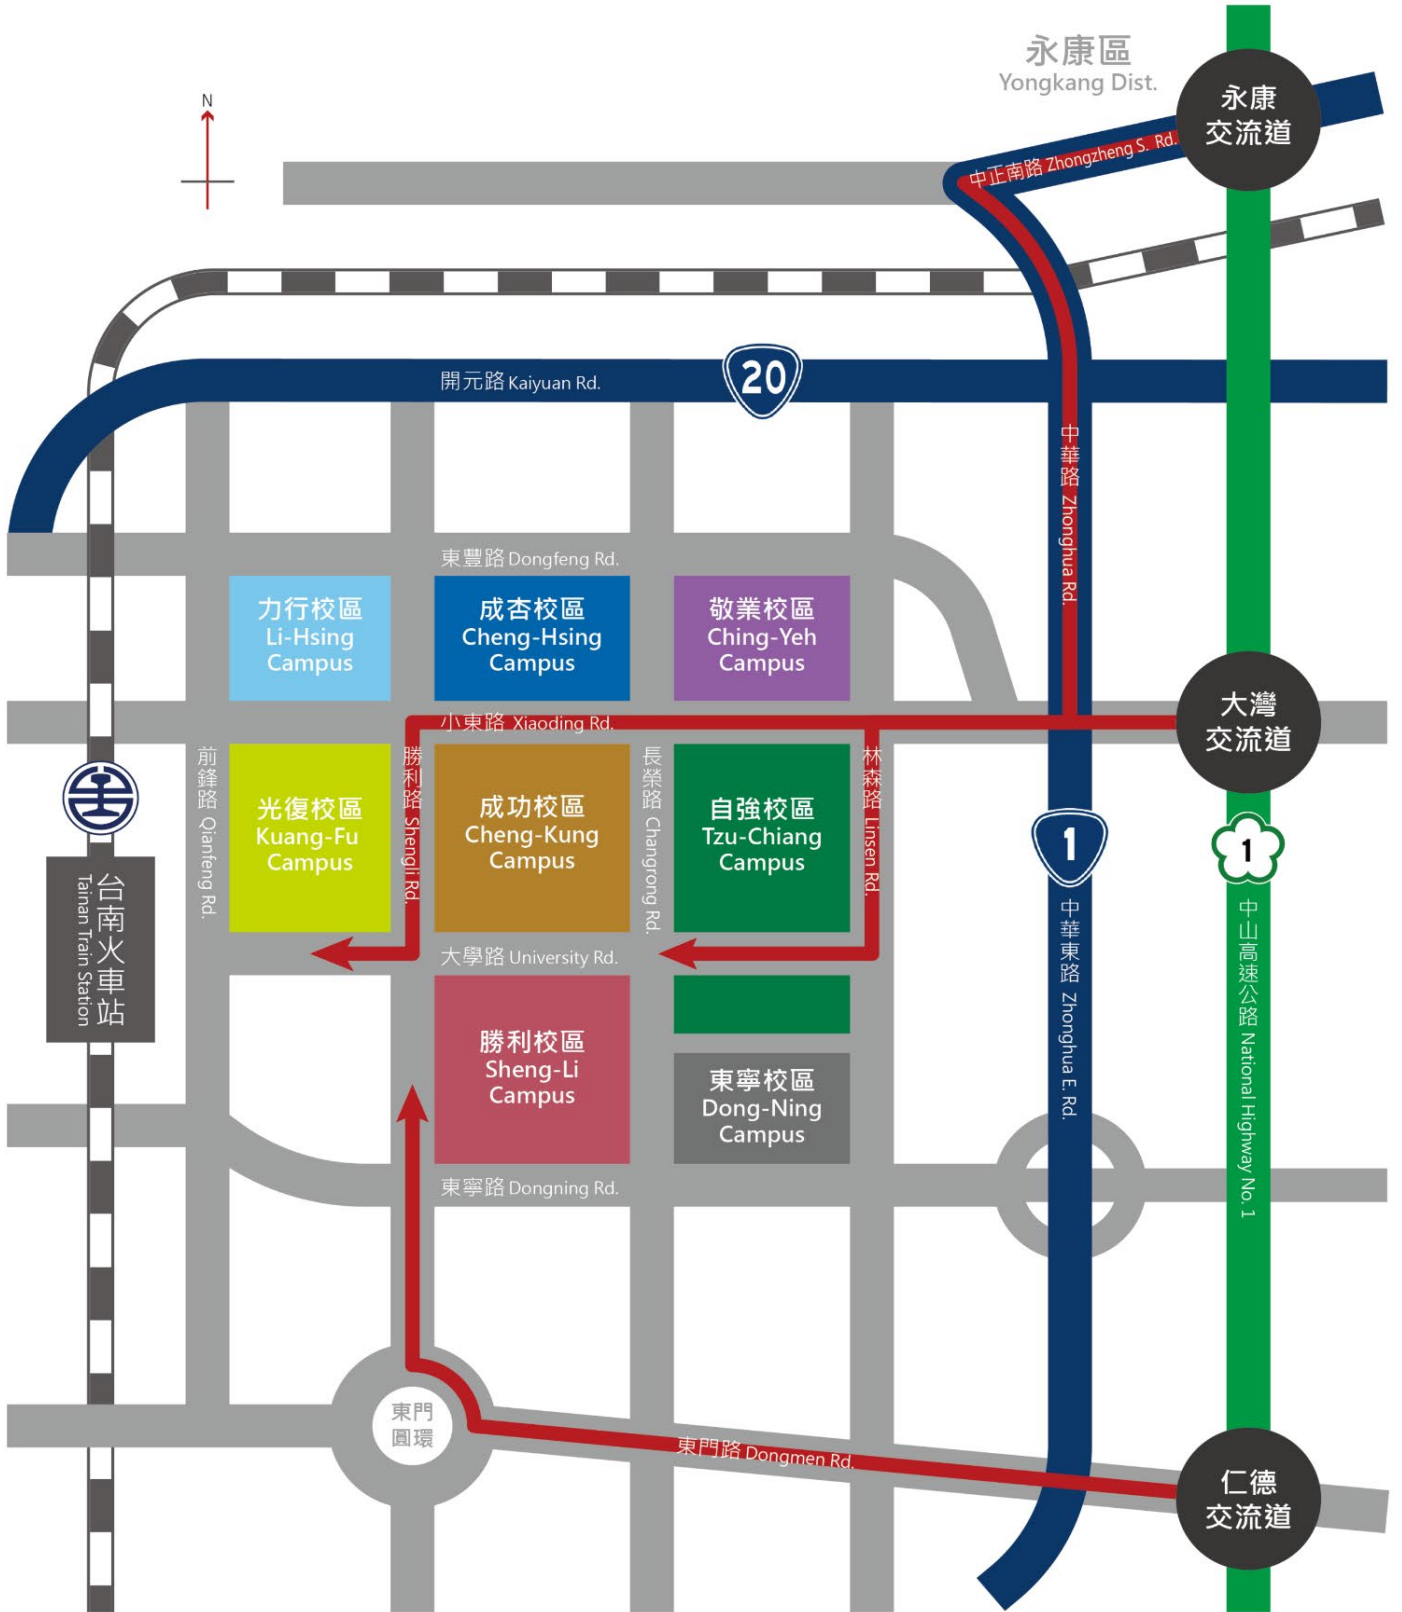 永康區
Yongkang Dist.
永康
交流道
N
中正南路 Zhongzheng S. Rd.
開元路 Kaiyuan Rd.
20
中華路 Zhonghua Rd.
東豐路 Dongfeng Rd.
力行校區
Li-Hsing
Campus
成杏校區
Cheng-Hsing
Campus
敬業校區
Ching-Yeh
Campus
小東路 Xiaoding Rd.
大灣
交流道
前鋒路 Qianfeng Rd.
勝利路 Shengli Rd.
長榮路 Changrong Rd.
林森路 Linsen Rd.
光復校區
Kuang-Fu
Campus
成功校區
Cheng-Kung
Campus
自強校區
Tzu-Chiang
Campus
1
1
台南火車站
Tainan Train Station
中華東路 Zhonghua E. Rd.
中山高速公路 National Highway No. 1
大學路 University Rd.
勝利校區
Sheng-Li
Campus
東寧校區
Dong-Ning
Campus
東寧路 Dongning Rd.
東門
圓環
東門路 Dongmen Rd.
仁德
交流道